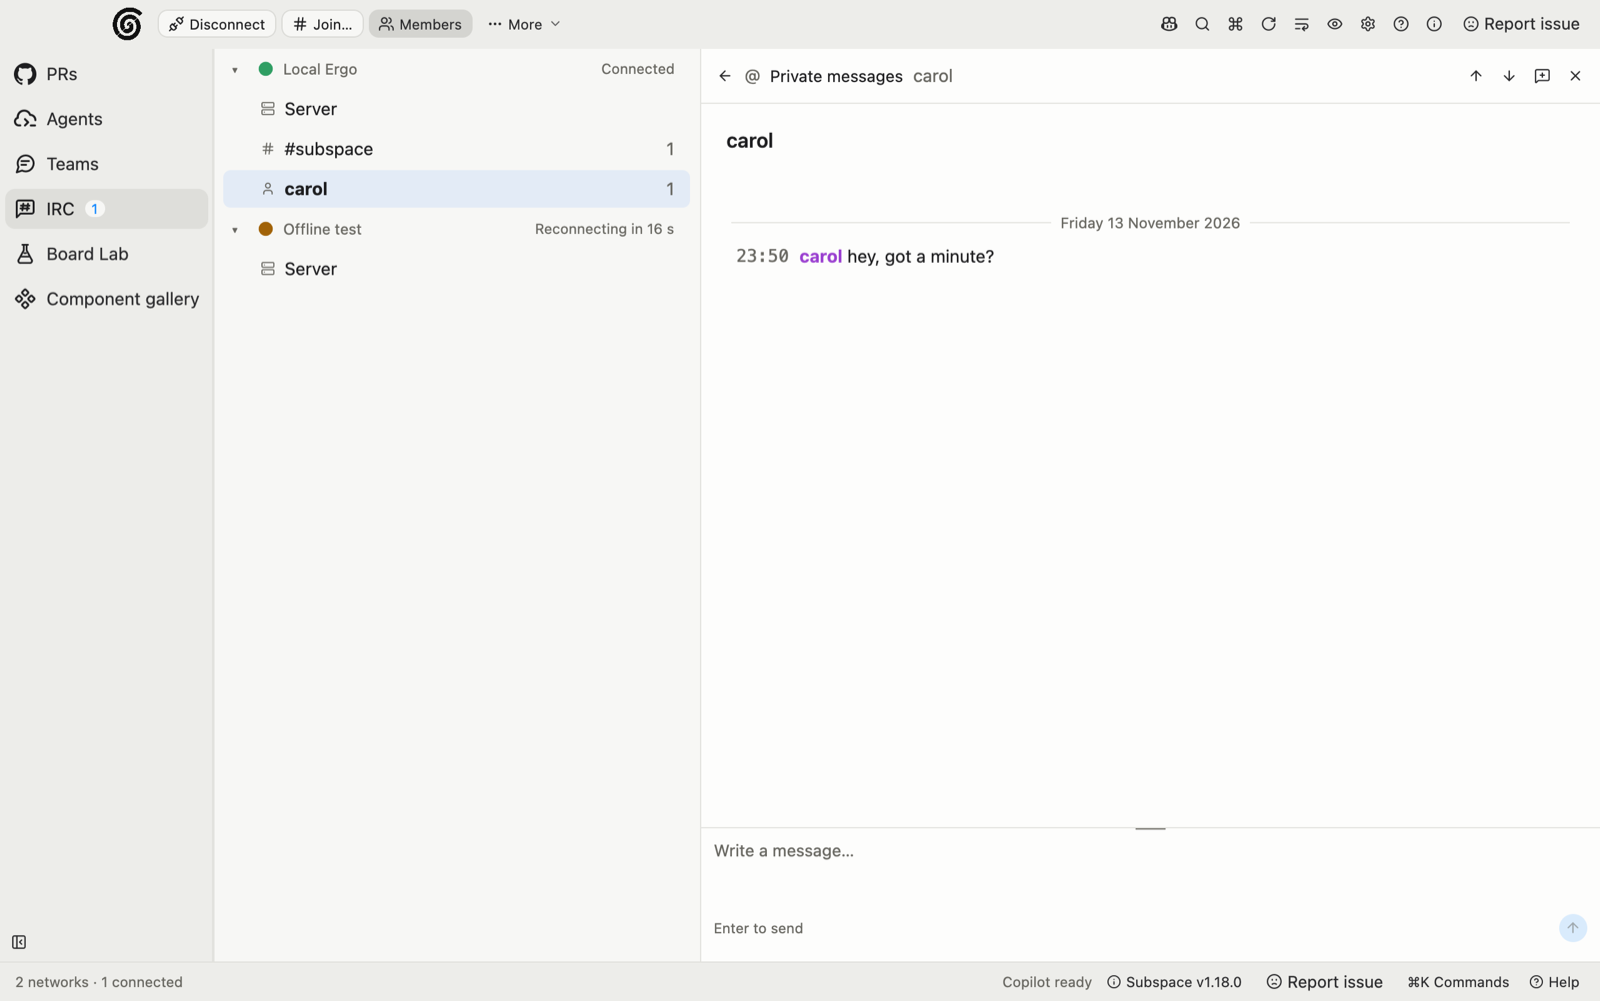 Disconnect
Join...
Members
More
Report issue
PRs
Agents
Teams
IRC 1
Board Lab
Component gallery
Local Ergo Connected
Server
#subspace 1
carol 1
Offline test Reconnecting in 16 s
Server
@ Private messages carol
carol
Friday 13 November 2026
23:50 carol hey, got a minute?
Write a message...
Enter to send
2 networks · 1 connected
Copilot ready
Subspace v1.18.0
Report issue
⌘K Commands
Help